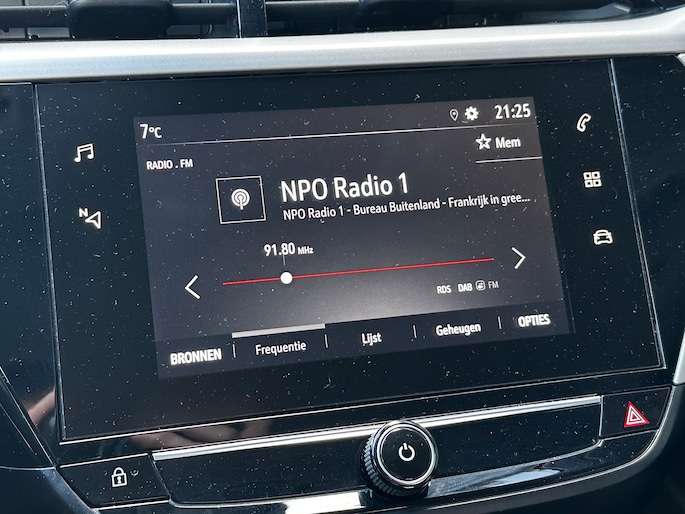 7°C
21:25
RADIO . FM
Mem
NPO Radio 1
NPO Radio 1 - Bureau Buitenland - Frankrijk in gree...
91.80 MHz
RDS DAB FM
BRONNEN Frequentie Lijst Geheugen OPTIES
N